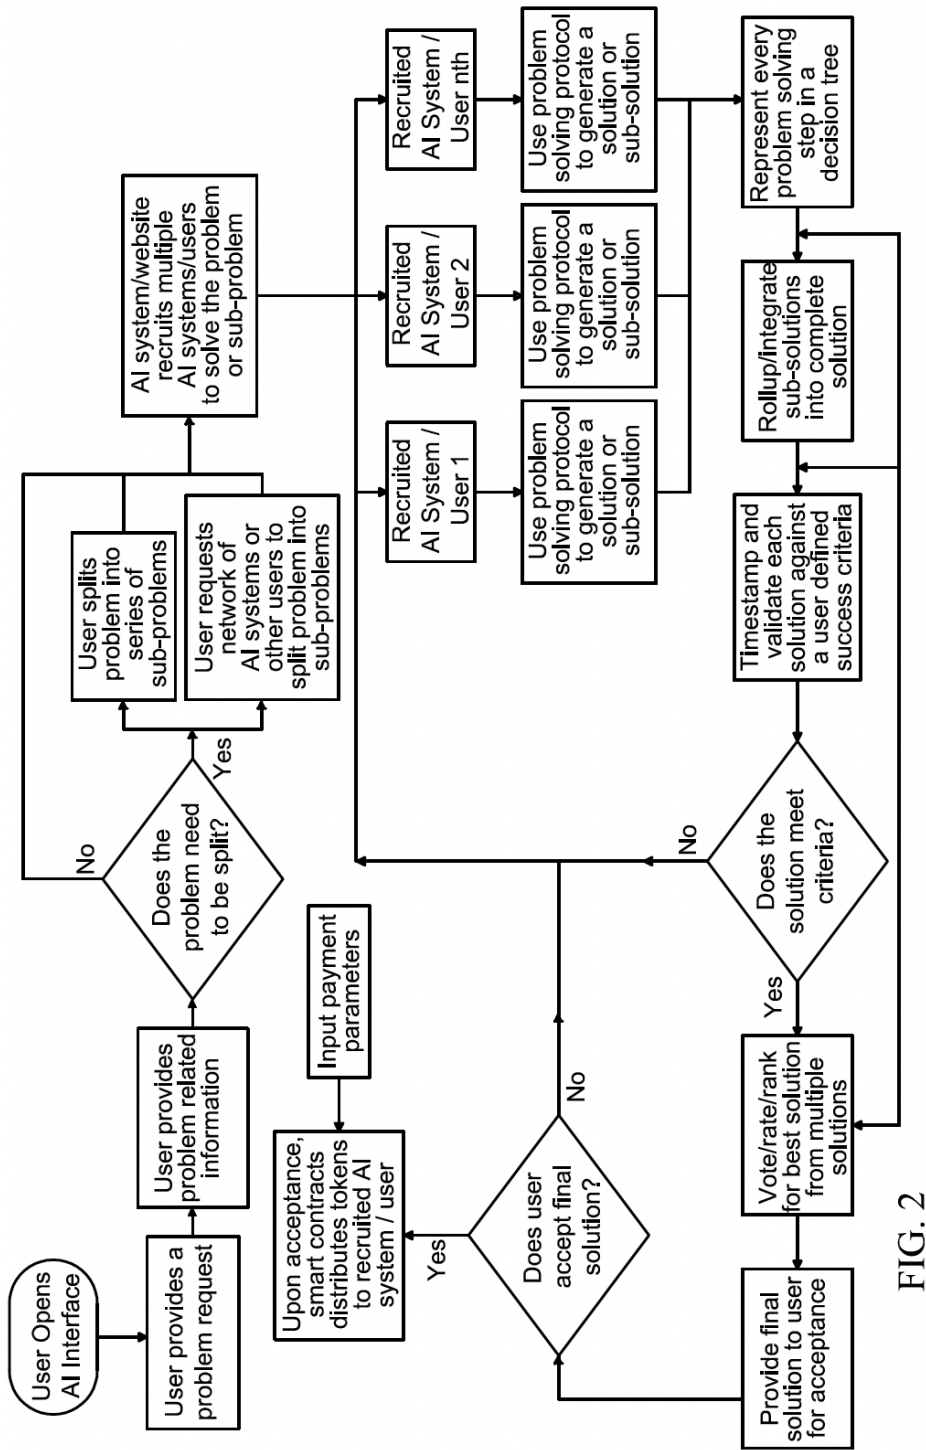 User Opens
AI Interface
User provides a
problem request
User provides
problem related
information
Does the
problem need
to be split?
No
Yes
User splits
problem into
series of
sub-problems
User requests
network of
AI systems or
other users to
split problem into
sub-problems
AI system/website
recruits multiple
AI systems/users
to solve the problem
or sub-problem
Recruited
AI System /
User 1
Recruited
AI System /
User 2
Recruited
AI System /
User nth
Use problem
solving protocol
to generate a
solution or
sub-solution
Use problem
solving protocol
to generate a
solution or
sub-solution
Use problem
solving protocol
to generate a
solution or
sub-solution
Represent every
problem solving
step in a
decision tree
Rollup/integrate
sub-solutions
into complete
solution
Timestamp and
validate each
solution against
a user defined
success criteria
Does the
solution meet
criteria?
No
Yes
Vote/rate/rank
for best solution
from multiple
solutions
Provide final
solution to user
for acceptance
Does user
accept final
solution?
No
Yes
Upon acceptance,
smart contracts
distributes tokens
to recruited AI
system / user
Input payment
parameters
FIG. 2